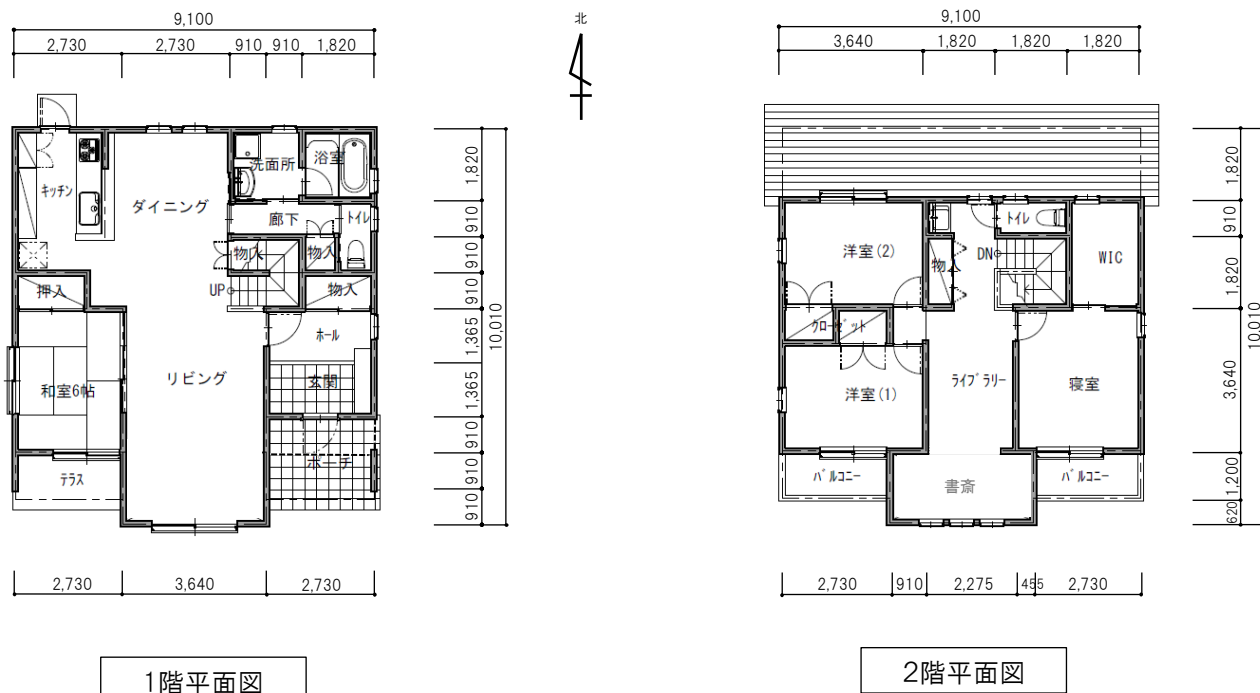 9,100
2,730 2,730 910 910 1,820
キッチン
ダイニング
洗面所
浴室
廊下
トイレ
物入
物入
物入
UP
押入
ホール
和室6帖
リビング
玄関
テラス
ポーチ
1,820
910
910
910
1,365
1,365
910
910
910
10,010
2,730 3,640 2,730
1階平面図
北
9,100
3,640 1,820 1,820 1,820
洋室(2)
トイレ
物入
DN
WIC
クローゼット
洋室(1)
ライブラリー
寝室
バルコニー
書斎
バルコニー
1,820
910
1,820
3,640
1,200
620
10,010
2,730 910 2,275 455 2,730
2階平面図